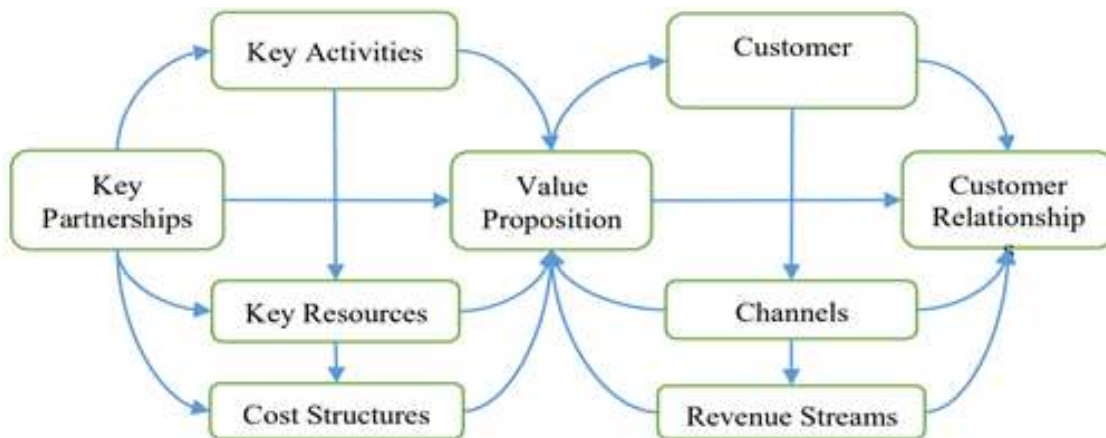 Key Activities
Customer
Key
Partnerships
Value
Proposition
Customer
Relationship
s
Key Resources
Channels
Cost Structures
Revenue Streams